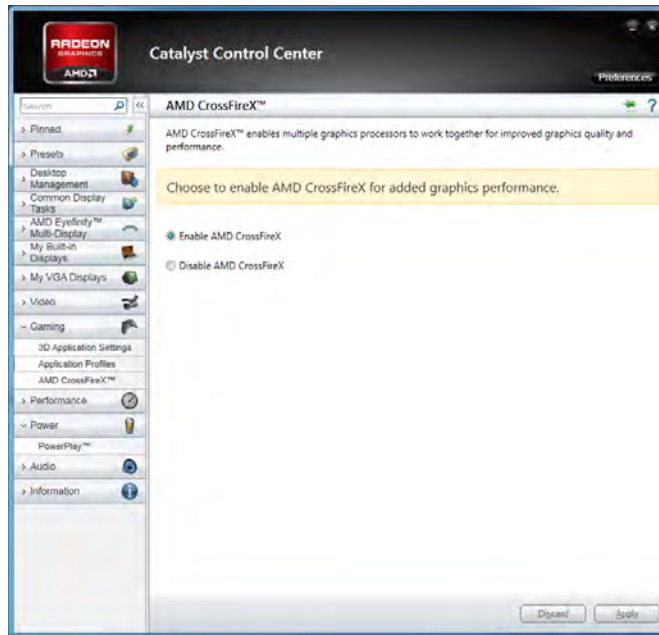 RADEON
GRAPHICS
AMD
Catalyst Control Center
Preferences
Search
AMD CrossFireX™
Pinned
Presets
Desktop
Management
Common Display
Tasks
AMD Eyefinity™
Multi-Display
My Built-in
Displays
My VGA Displays
Video
Gaming
3D Application Settings
Application Profiles
AMD CrossFireX™
Performance
Power
PowerPlay™
Audio
Information
AMD CrossFireX™ enables multiple graphics processors to work together for improved graphics quality and
performance.
Choose to enable AMD CrossFireX for added graphics performance.
Enable AMD CrossFireX
Disable AMD CrossFireX
Discard
Apply